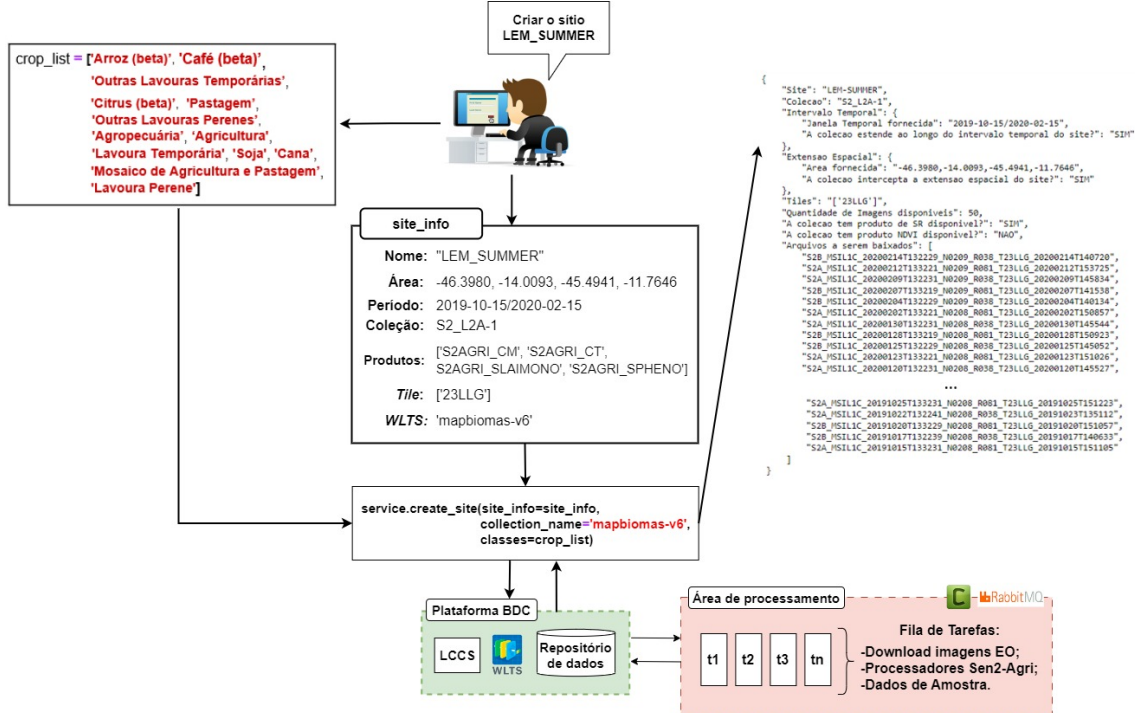 Criar o sítio
LEM_SUMMER
crop_list = ['Arroz (beta)', 'Café (beta)',
'Outras Lavouras Temporárias',
'Citrus (beta)', 'Pastagem',
'Outras Lavouras Perenes',
'Agropecuária', 'Agricultura',
'Lavoura Temporária', 'Soja', 'Cana',
'Mosaico de Agricultura e Pastagem',
'Lavoura Perene']
site_info
Nome: "LEM_SUMMER"
Área: -46.3980, -14.0093, -45.4941, -11.7646
Período: 2019-10-15/2020-02-15
Coleção: S2_L2A-1
Produtos: ['S2AGRI_CM', 'S2AGRI_CT',
S2AGRI_SLAIMONO', 'S2AGRI_SPHENO']
Tile: ['23LLG']
WLTS: 'mapbiomas-v6'
service.create_site(site_info=site_info,
collection_name='mapbiomas-v6',
classes=crop_list)
{
"Site": "LEM-SUMMER",
"Colecao": "S2_L2A-1",
"Intervalo Temporal": {
"Janela Temporal fornecida": "2019-10-15/2020-02-15",
"A colecao estende ao longo do intervalo temporal do site?": "SIM"
},
"Extensao Espacial": {
"Area fornecida": "-46.3980,-14.0093,-45.4941,-11.7646",
"A colecao intercepta a extensao espacial do site?": "SIM"
},
"Tiles": "['23LLG']",
"Quantidade de Imagens disponiveis": 50,
"A colecao tem produto de SR disponivel?": "SIM",
"A colecao tem produto NDVI disponivel?": "NAO",
"Arquivos a serem baixados": [
"S2B_MSIL1C_20200214T132229_N0209_R038_T23LLG_20200214T140720",
"S2A_MSIL1C_20200212T133221_N0209_R081_T23LLG_20200212T153725",
"S2A_MSIL1C_20200209T132231_N0209_R038_T23LLG_20200209T145834",
"S2B_MSIL1C_20200207T133219_N0209_R081_T23LLG_20200207T141538",
"S2B_MSIL1C_20200204T132229_N0209_R038_T23LLG_20200204T140134",
"S2A_MSIL1C_20200202T133221_N0208_R081_T23LLG_20200202T150857",
"S2A_MSIL1C_20200130T132231_N0208_R038_T23LLG_20200130T145544",
"S2B_MSIL1C_20200128T133219_N0208_R081_T23LLG_20200128T150923",
"S2B_MSIL1C_20200125T132229_N0208_R038_T23LLG_20200125T145052",
"S2A_MSIL1C_20200123T133221_N0208_R081_T23LLG_20200123T151026",
"S2A_MSIL1C_20200120T132231_N0208_R038_T23LLG_20200120T145527",
...
"S2A_MSIL1C_20191025T133231_N0208_R081_T23LLG_20191025T151223",
"S2A_MSIL1C_20191022T132241_N0208_R038_T23LLG_20191023T135112",
"S2B_MSIL1C_20191020T133229_N0208_R081_T23LLG_20191020T151057",
"S2B_MSIL1C_20191017T132239_N0208_R038_T23LLG_20191017T140633",
"S2A_MSIL1C_20191015T133231_N0208_R081_T23LLG_20191015T151105"
]
}
Plataforma BDC
LCCS
WLTS
Repositório
de dados
Área de processamento
C
RabbitMQ
t1 t2 t3 tn
Fila de Tarefas:
-Download imagens EO;
-Processadores Sen2-Agri;
-Dados de Amostra.